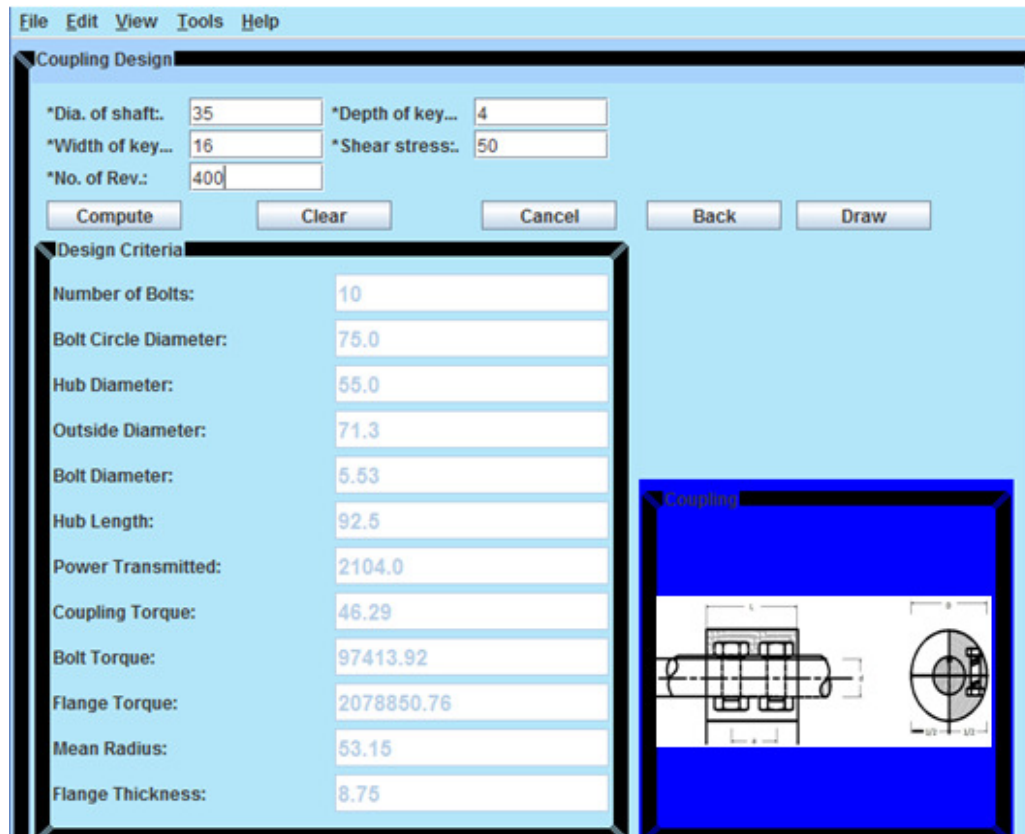 File Edit View Tools Help
Coupling Design
*Dia. of shaft:. 35 *Depth of key... 4
*Width of key... 16 *Shear stress:. 50
*No. of Rev.: 400
Compute Clear Cancel Back Draw
Design Criteria
Number of Bolts: 10
Bolt Circle Diameter: 75.0
Hub Diameter: 55.0
Outside Diameter: 71.3
Bolt Diameter: 5.53
Hub Length: 92.5
Power Transmitted: 2104.0
Coupling Torque: 46.29
Bolt Torque: 97413.92
Flange Torque: 2078850.76
Mean Radius: 53.15
Flange Thickness: 8.75
Coupling
L D
1/2 1/2